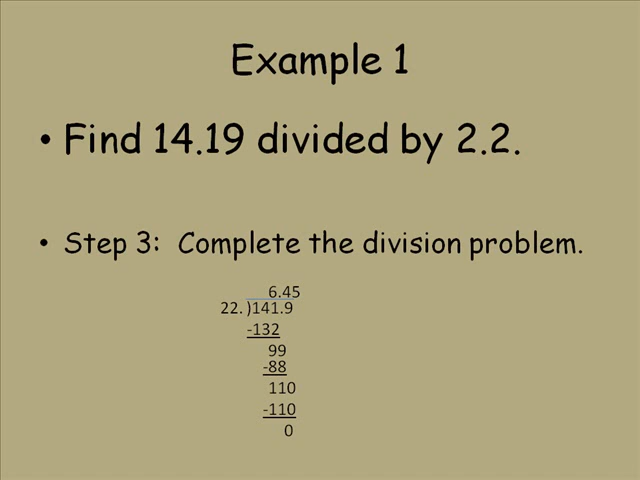 Example 1
• Find 14.19 divided by 2.2.
• Step 3: Complete the division problem.
6.45
22. )141.9
-132
99
-88
110
-110
0